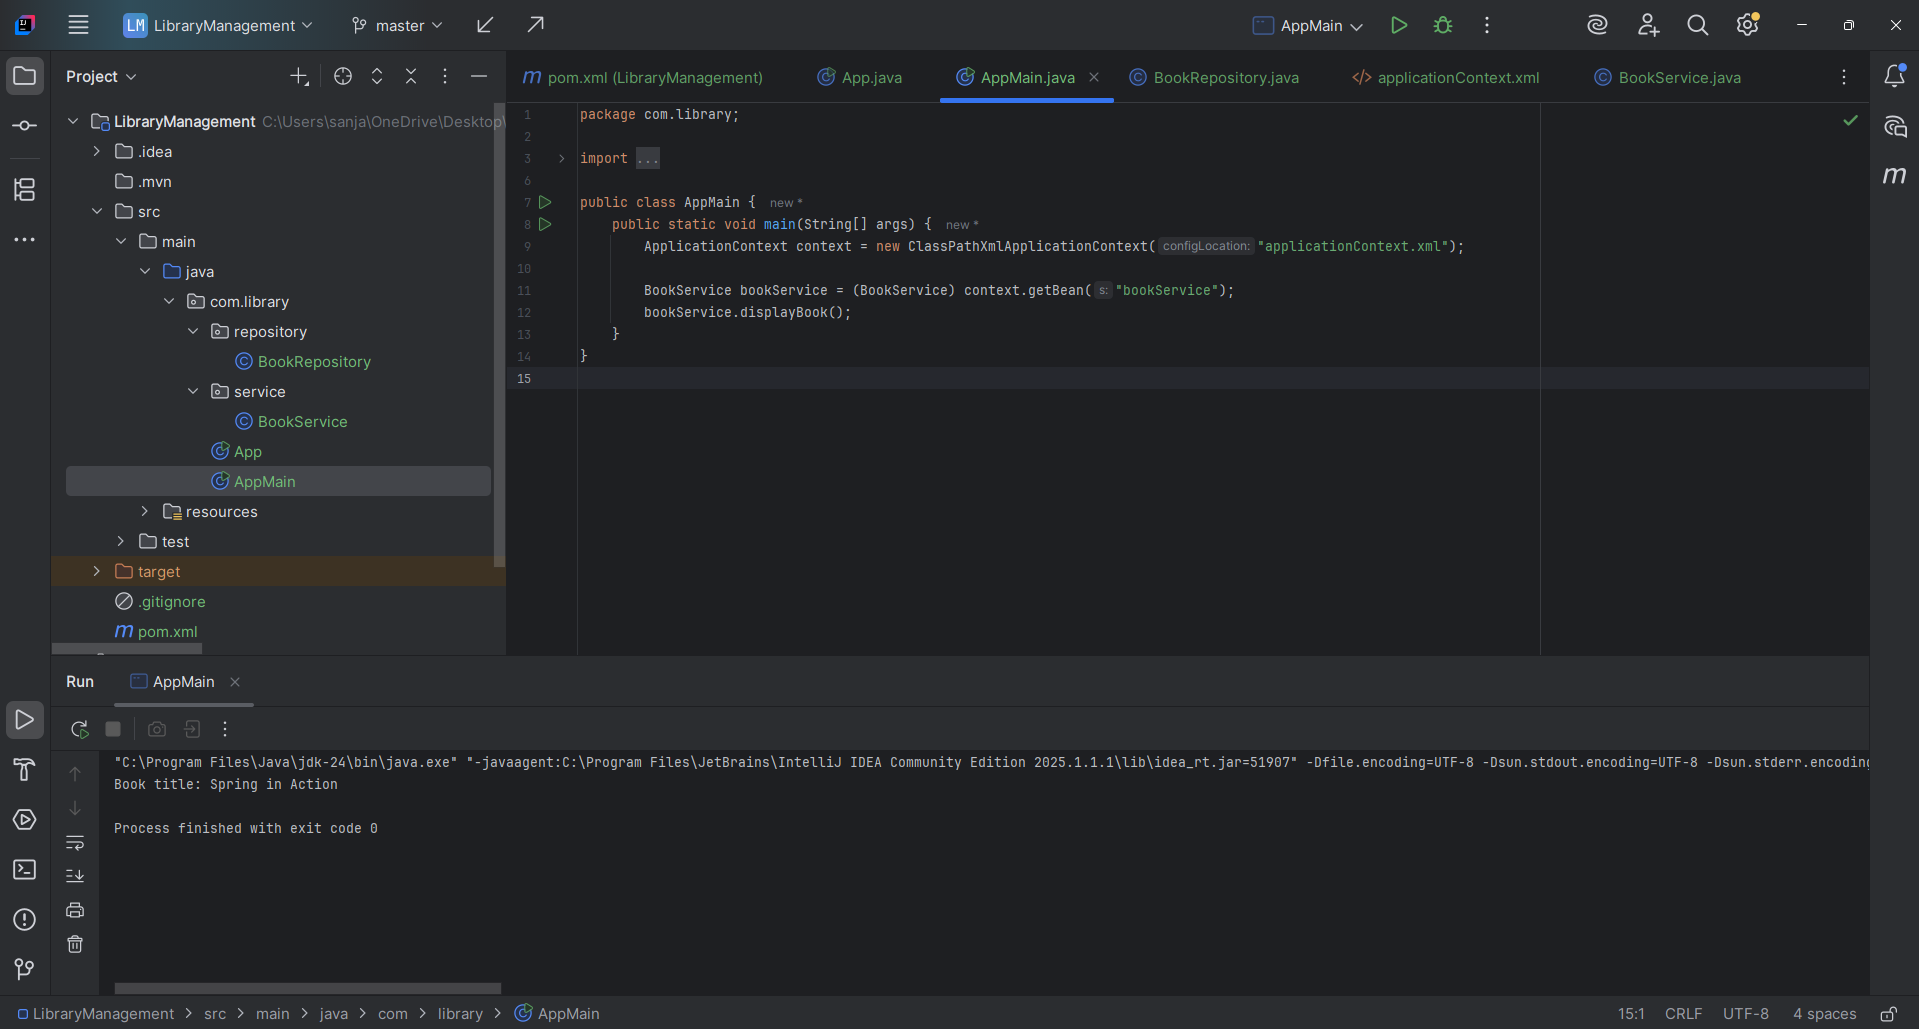 LM LibraryManagement master AppMain
Project
LibraryManagement C:\Users\sanja\OneDrive\Desktop\
.idea
.mvn
src
main
java
com.library
repository
BookRepository
service
BookService
App
AppMain
resources
test
target
.gitignore
pom.xml
pom.xml (LibraryManagement) App.java AppMain.java BookRepository.java applicationContext.xml BookService.java
1 package com.library;
2
3 import ...
6
7 public class AppMain { new *
8 public static void main(String[] args) { new *
9 ApplicationContext context = new ClassPathXmlApplicationContext( configLocation: "applicationContext.xml");
10
11 BookService bookService = (BookService) context.getBean( s: "bookService");
12 bookService.displayBook();
13 }
14 }
15
Run AppMain
"C:\Program Files\Java\jdk-24\bin\java.exe" "-javaagent:C:\Program Files\JetBrains\IntelliJ IDEA Community Edition 2025.1.1.1\lib\idea_rt.jar=51907" -Dfile.encoding=UTF-8 -Dsun.stdout.encoding=UTF-8 -Dsun.stderr.encoding
Book title: Spring in Action
Process finished with exit code 0
LibraryManagement > src > main > java > com > library > AppMain 15:1 CRLF UTF-8 4 spaces